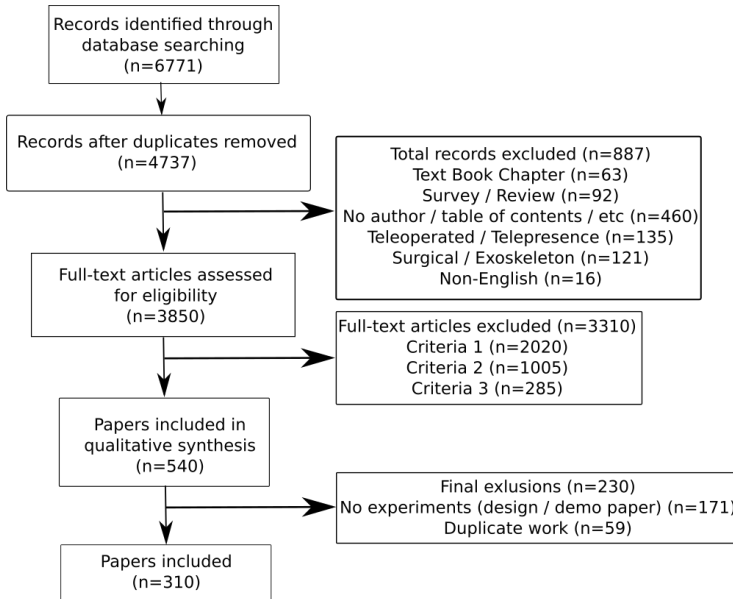 Records identified through
database searching
(n=6771)
Records after duplicates removed
(n=4737)
Total records excluded (n=887)
Text Book Chapter (n=63)
Survey / Review (n=92)
No author / table of contents / etc (n=460)
Teleoperated / Telepresence (n=135)
Surgical / Exoskeleton (n=121)
Non-English (n=16)
Full-text articles assessed
for eligibility
(n=3850)
Full-text articles excluded (n=3310)
Criteria 1 (n=2020)
Criteria 2 (n=1005)
Criteria 3 (n=285)
Papers included in
qualitative synthesis
(n=540)
Final exlusions (n=230)
No experiments (design / demo paper) (n=171)
Duplicate work (n=59)
Papers included
(n=310)